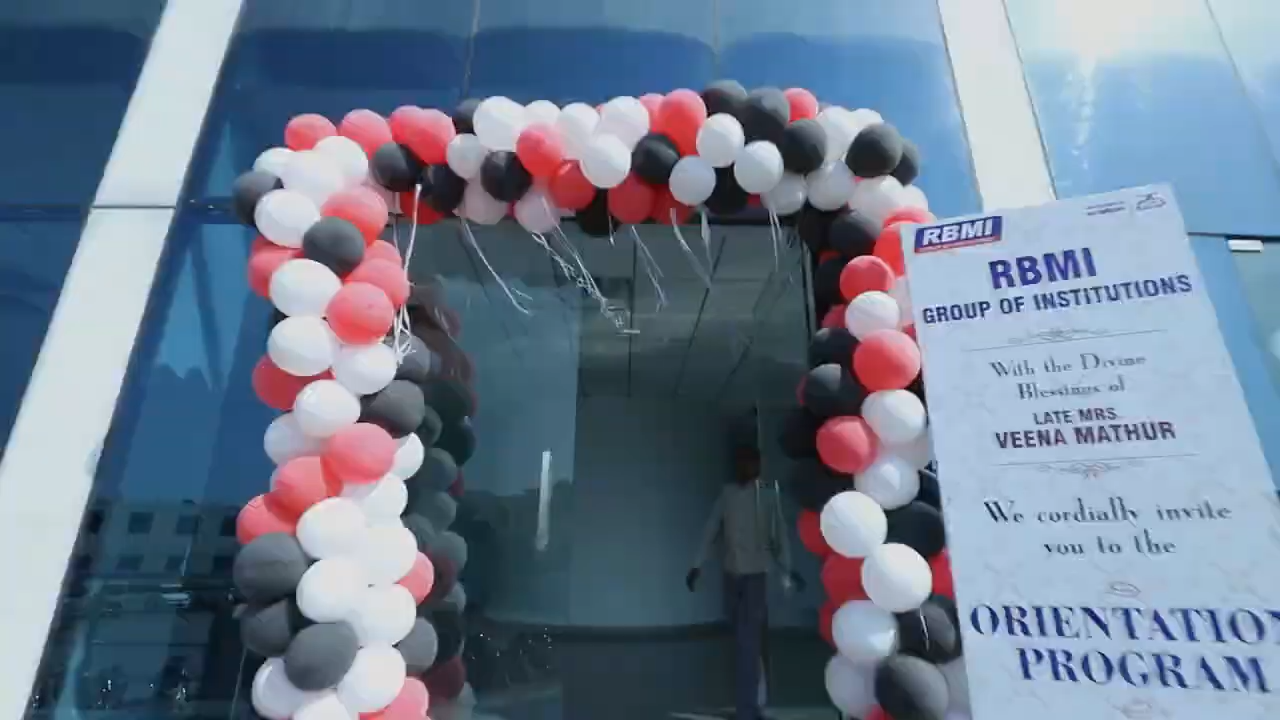 RBMI
RBMI
GROUP OF INSTITUTIONS
With the Divine
Blessings of
LATE MRS.
VEENA MATHUR
We cordially invite
you to the
ORIENTATION
PROGRAM